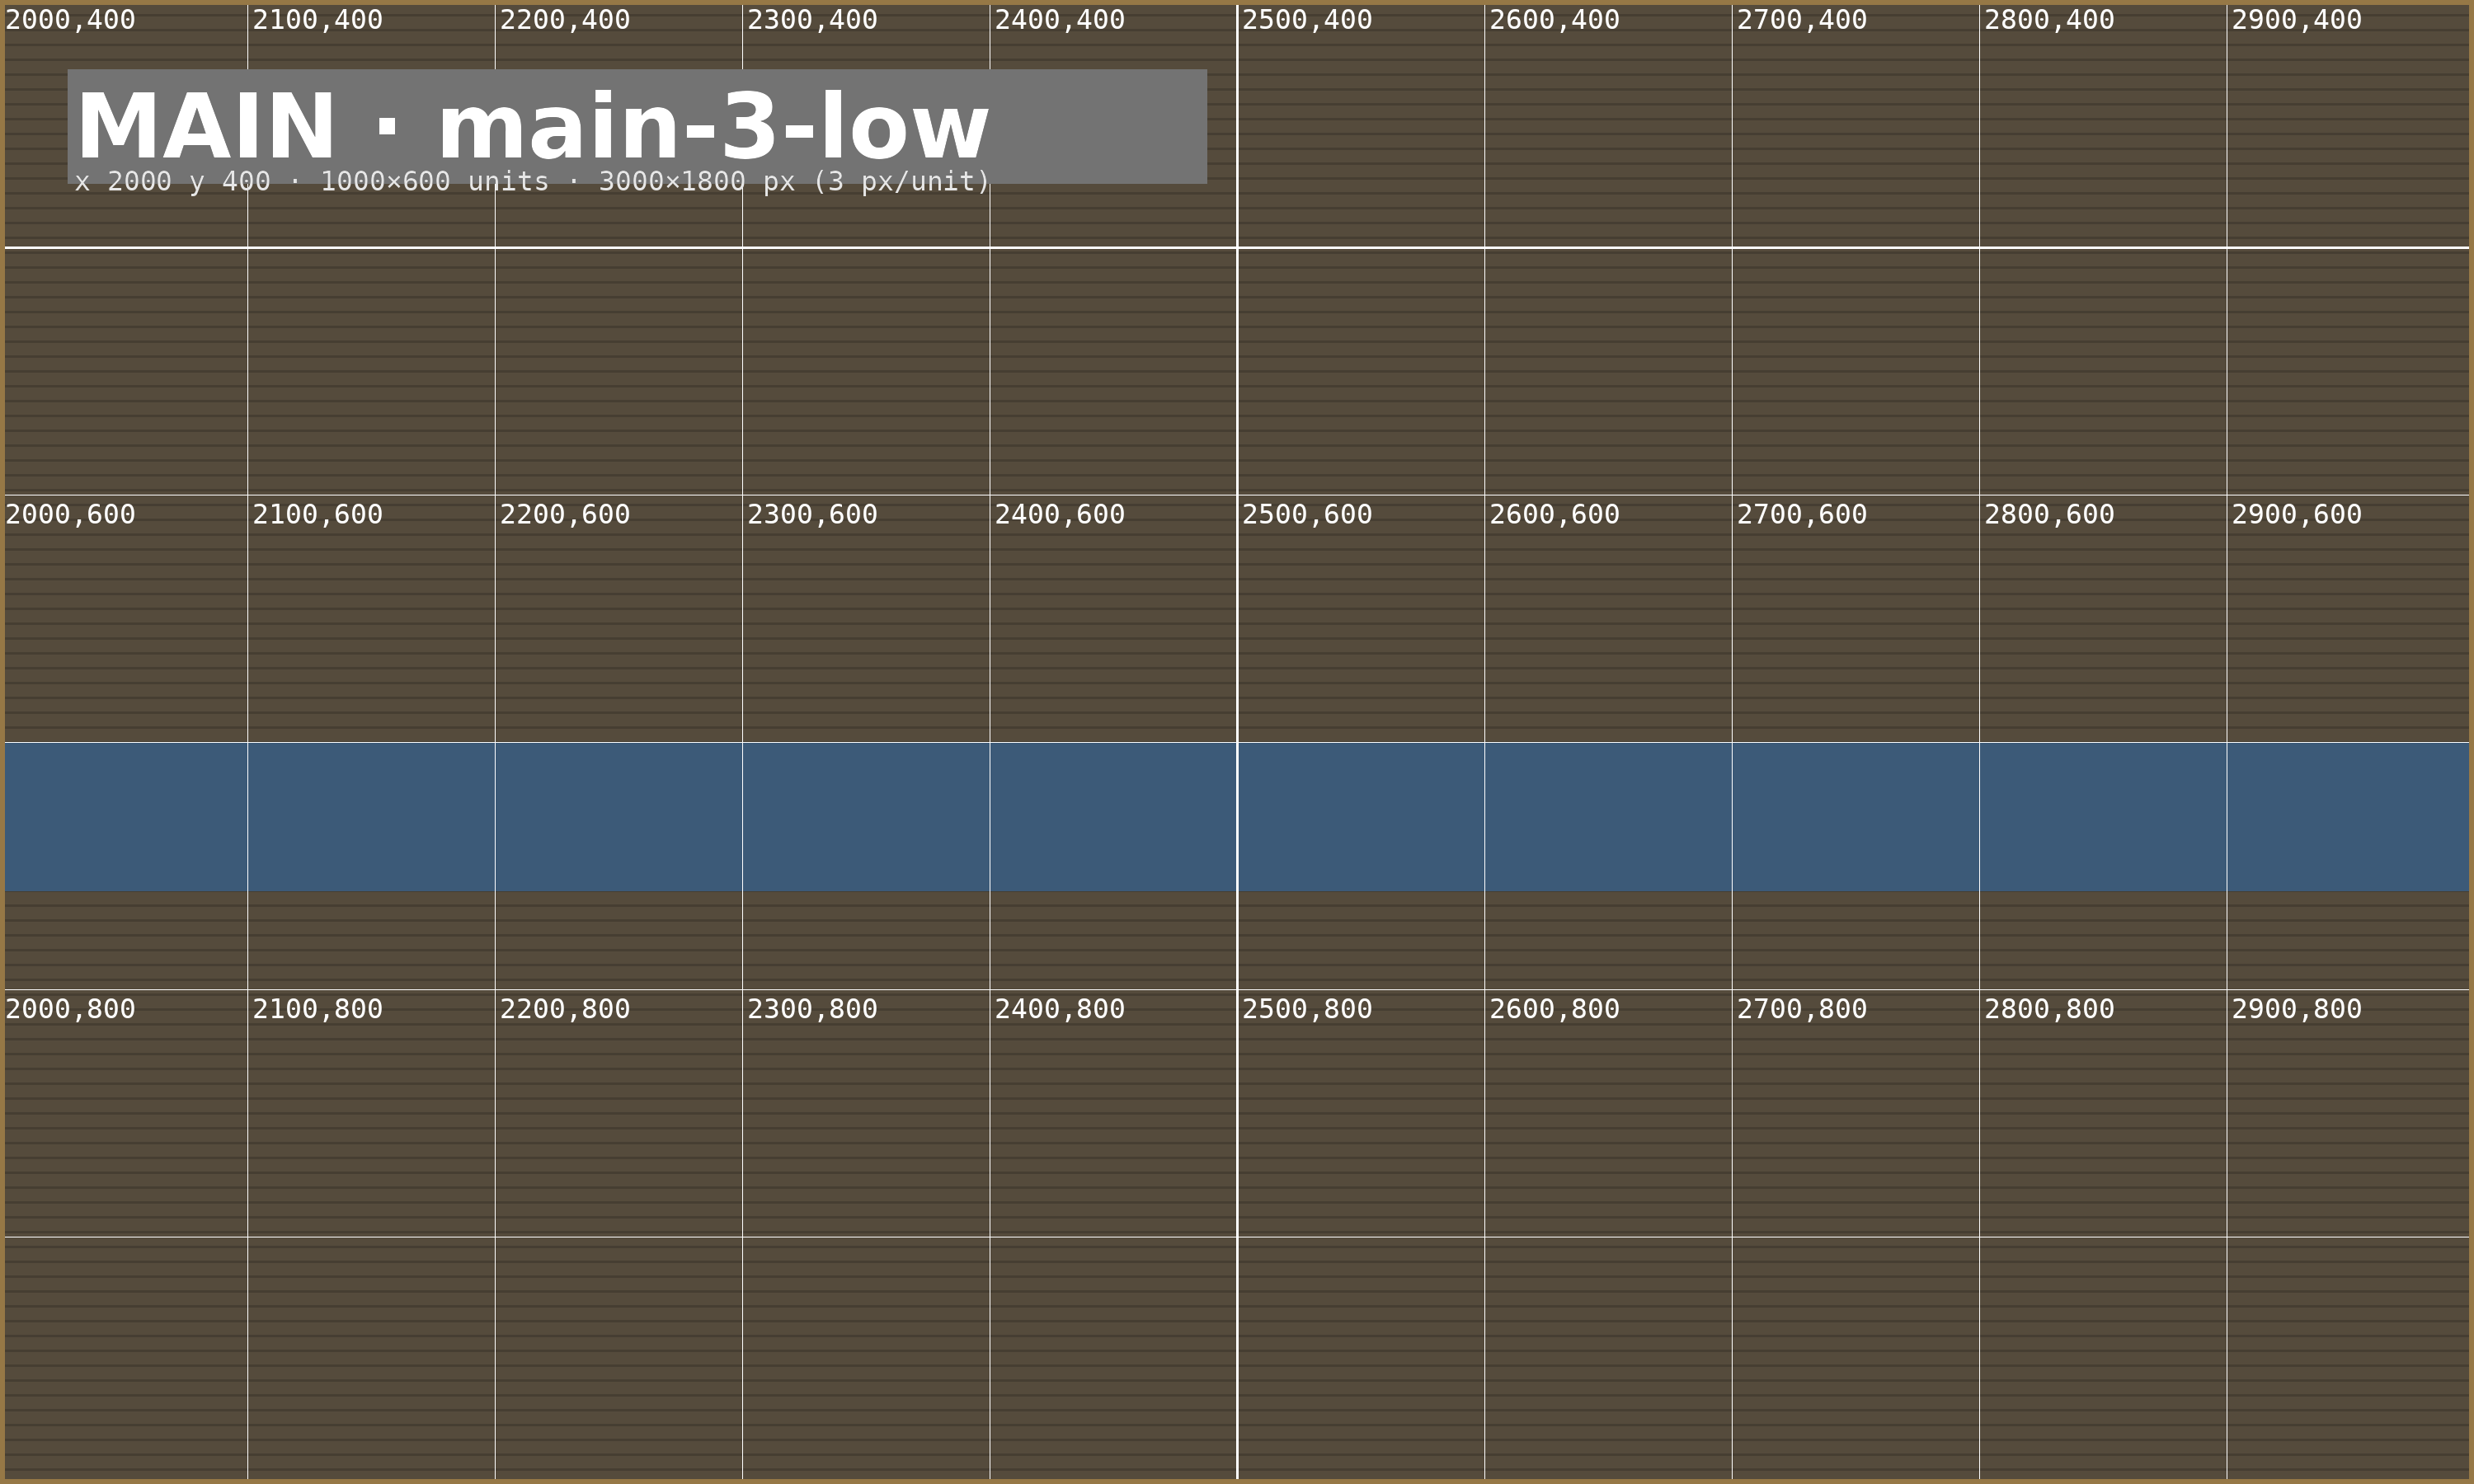 2000,400 2100,400 2200,400 2300,400 2400,400 2500,400 2600,400 2700,400 2800,400 2900,400
MAIN · main-3-low
x 2000 y 400 · 1000×600 units · 3000×1800 px (3 px/unit)
2000,600 2100,600 2200,600 2300,600 2400,600 2500,600 2600,600 2700,600 2800,600 2900,600
2000,800 2100,800 2200,800 2300,800 2400,800 2500,800 2600,800 2700,800 2800,800 2900,800